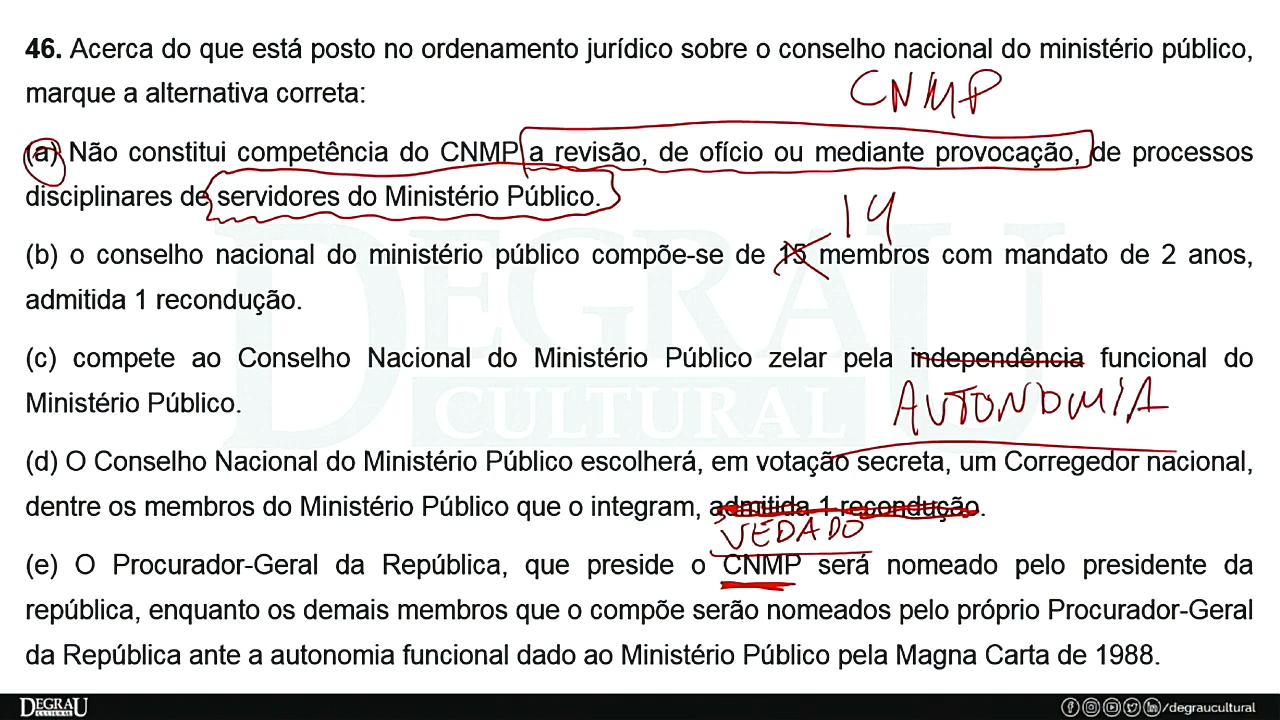 46. Acerca do que está posto no ordenamento jurídico sobre o conselho nacional do ministério público,
marque a alternativa correta:
CNMP
(a) Não constitui competência do CNMP a revisão, de ofício ou mediante provocação, de processos
disciplinares de servidores do Ministério Público.
14
(b) o conselho nacional do ministério público compõe-se de 15 membros com mandato de 2 anos,
admitida 1 recondução.
(c) compete ao Conselho Nacional do Ministério Público zelar pela independência funcional do
Ministério Público.
AUTONOMIA
(d) O Conselho Nacional do Ministério Público escolherá, em votação secreta, um Corregedor nacional,
dentre os membros do Ministério Público que o integram, admitida 1 recondução.
VEDADO
(e) O Procurador-Geral da República, que preside o CNMP será nomeado pelo presidente da
república, enquanto os demais membros que o compõe serão nomeados pelo próprio Procurador-Geral
da República ante a autonomia funcional dado ao Ministério Público pela Magna Carta de 1988.
DEGRAU
CULTURAL
DEGRAU
CULTURAL
/degraucultural